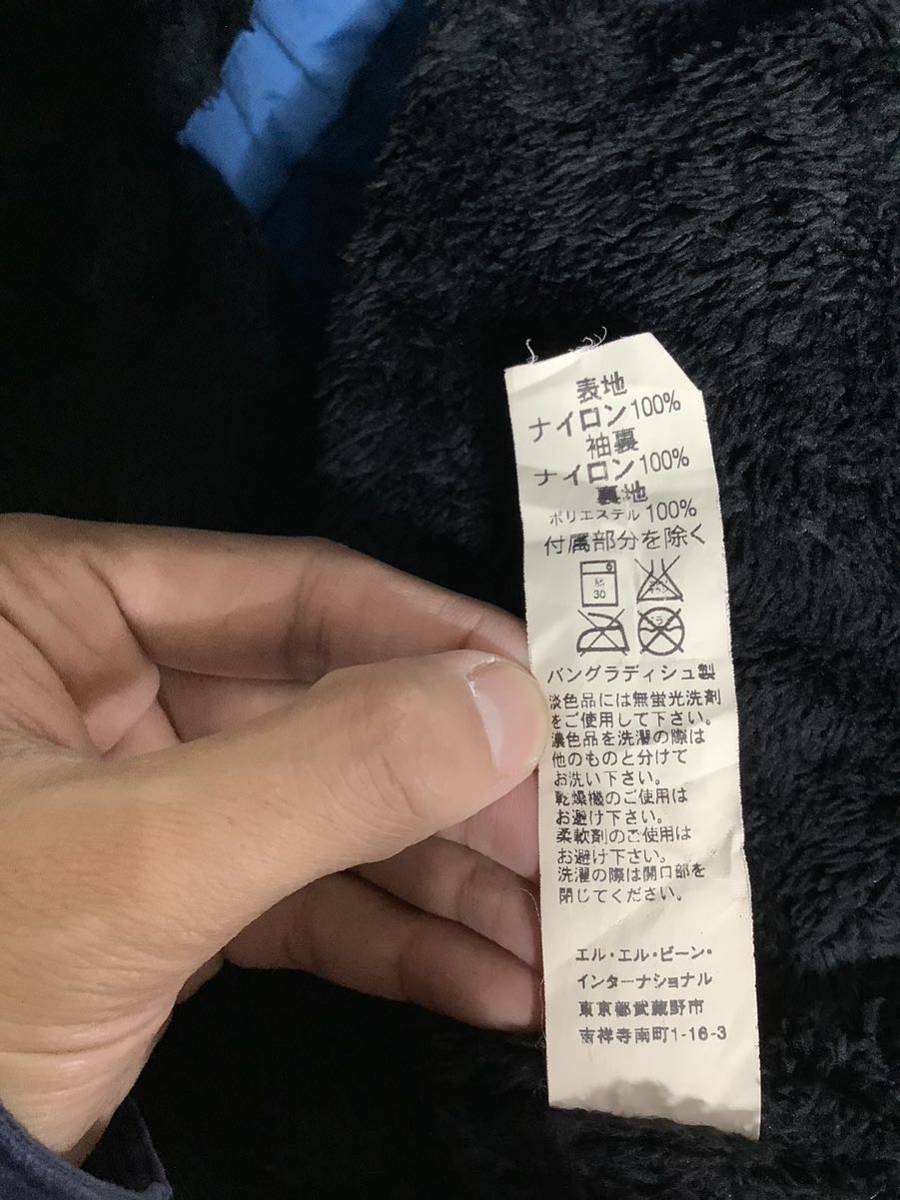 表地
ナイロン100%
袖裏
ナイロン100%
裏地
ポリエステル100%
付属部分を除く
30
バングラディシュ製
淡色品には無蛍光洗剤
をご使用して下さい。
濃色品を洗濯の際は
他のものと分けて
お洗い下さい。
乾燥機のご使用は
お避け下さい。
柔軟剤のご使用は
お避け下さい。
洗濯の際は開口部を
閉じてください。
エル・エル・ビーン・
インターナショナル
東京都武蔵野市
吉祥寺南町1-16-3